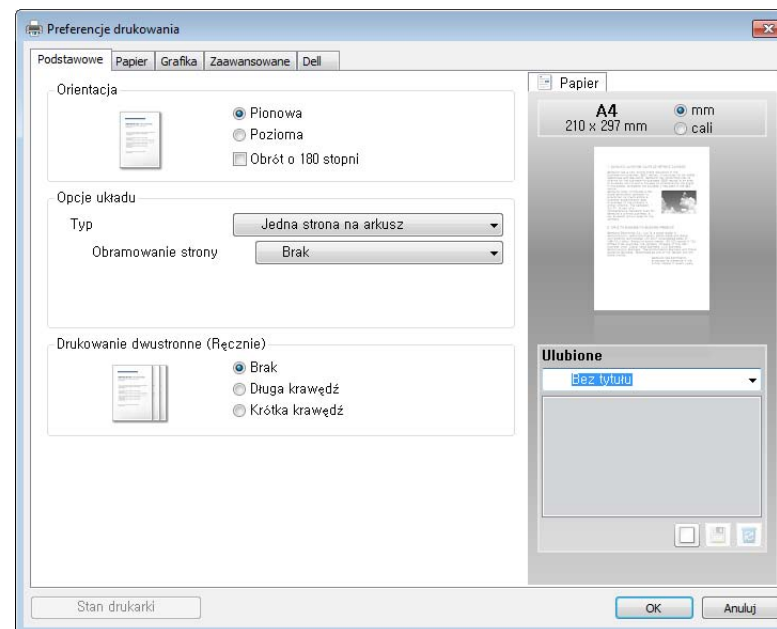 Preferencje drukowania
Podstawowe Papier Grafika Zaawansowane Dell
Orientacja
Pionowa
Pozioma
Obrót o 180 stopni
Opcje układu
Typ Jedna strona na arkusz
Obramowanie strony Brak
Drukowanie dwustronne (Ręcznie)
Brak
Długa krawędź
Krótka krawędź
Papier
A4
210 x 297 mm
mm
cali
Ulubione
Bez tytułu
Stan drukarki
OK Anuluj